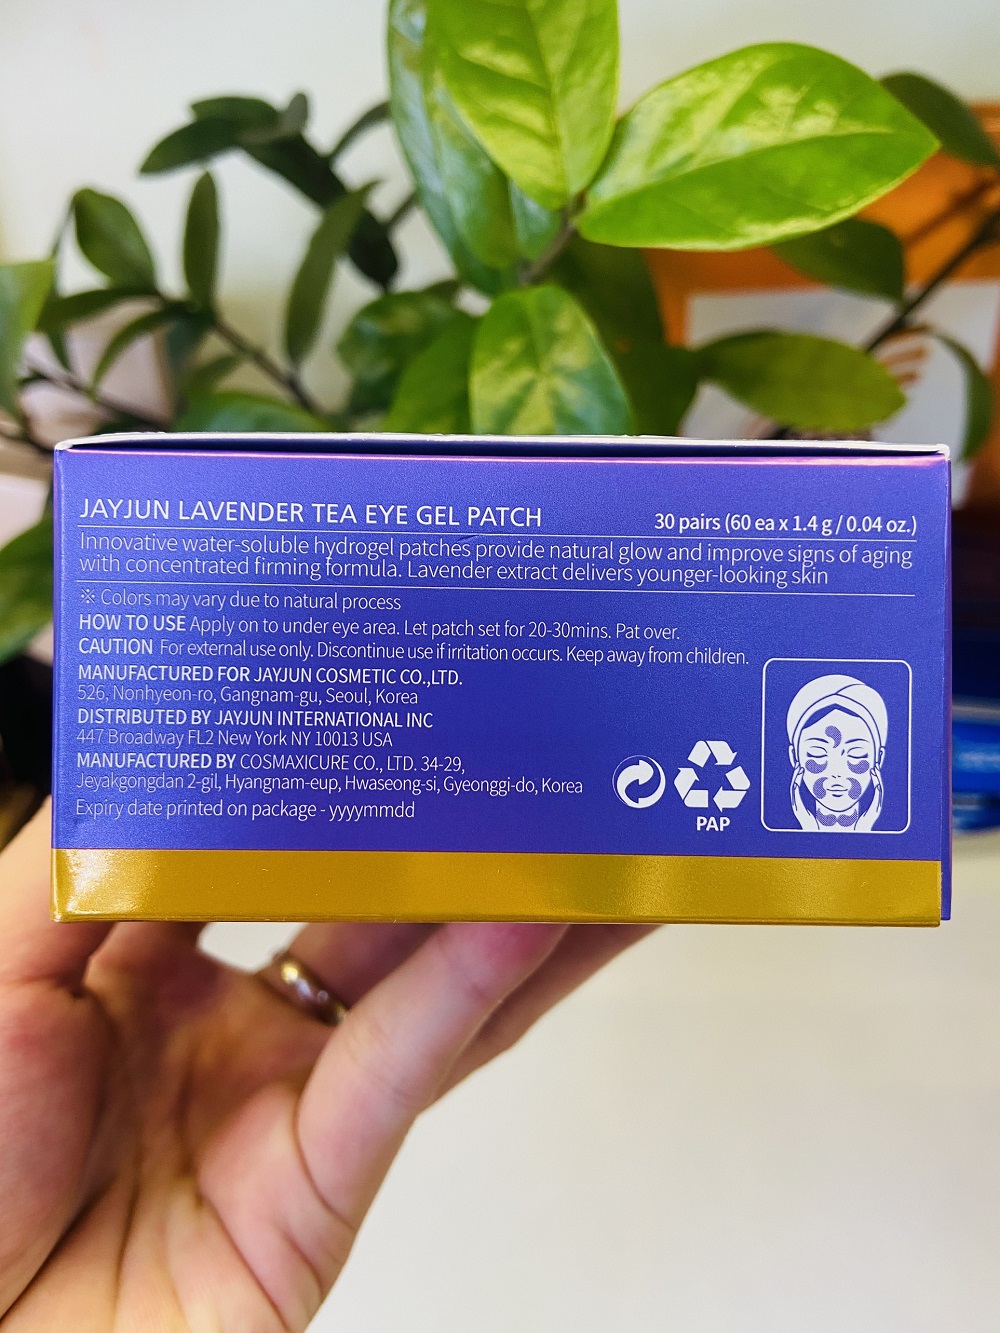 JAYJUN LAVENDER TEA EYE GEL PATCH 30 pairs (60 ea x 1.4 g / 0.04 oz.)
Innovative water-soluble hydrogel patches provide natural glow and improve signs of aging
with concentrated firming formula. Lavender extract delivers younger-looking skin
※ Colors may vary due to natural process
HOW TO USE Apply on to under eye area. Let patch set for 20-30mins. Pat over.
CAUTION For external use only. Discontinue use if irritation occurs. Keep away from children.
MANUFACTURED FOR JAYJUN COSMETIC CO.,LTD.
526, Nonhyeon-ro, Gangnam-gu, Seoul, Korea
DISTRIBUTED BY JAYJUN INTERNATIONAL INC
447 Broadway FL2 New York NY 10013 USA
MANUFACTURED BY COSMAXICURE CO., LTD. 34-29,
Jeyakgongdan 2-gil, Hyangnam-eup, Hwaseong-si, Gyeonggi-do, Korea
Expiry date printed on package - yyyymmdd
PAP